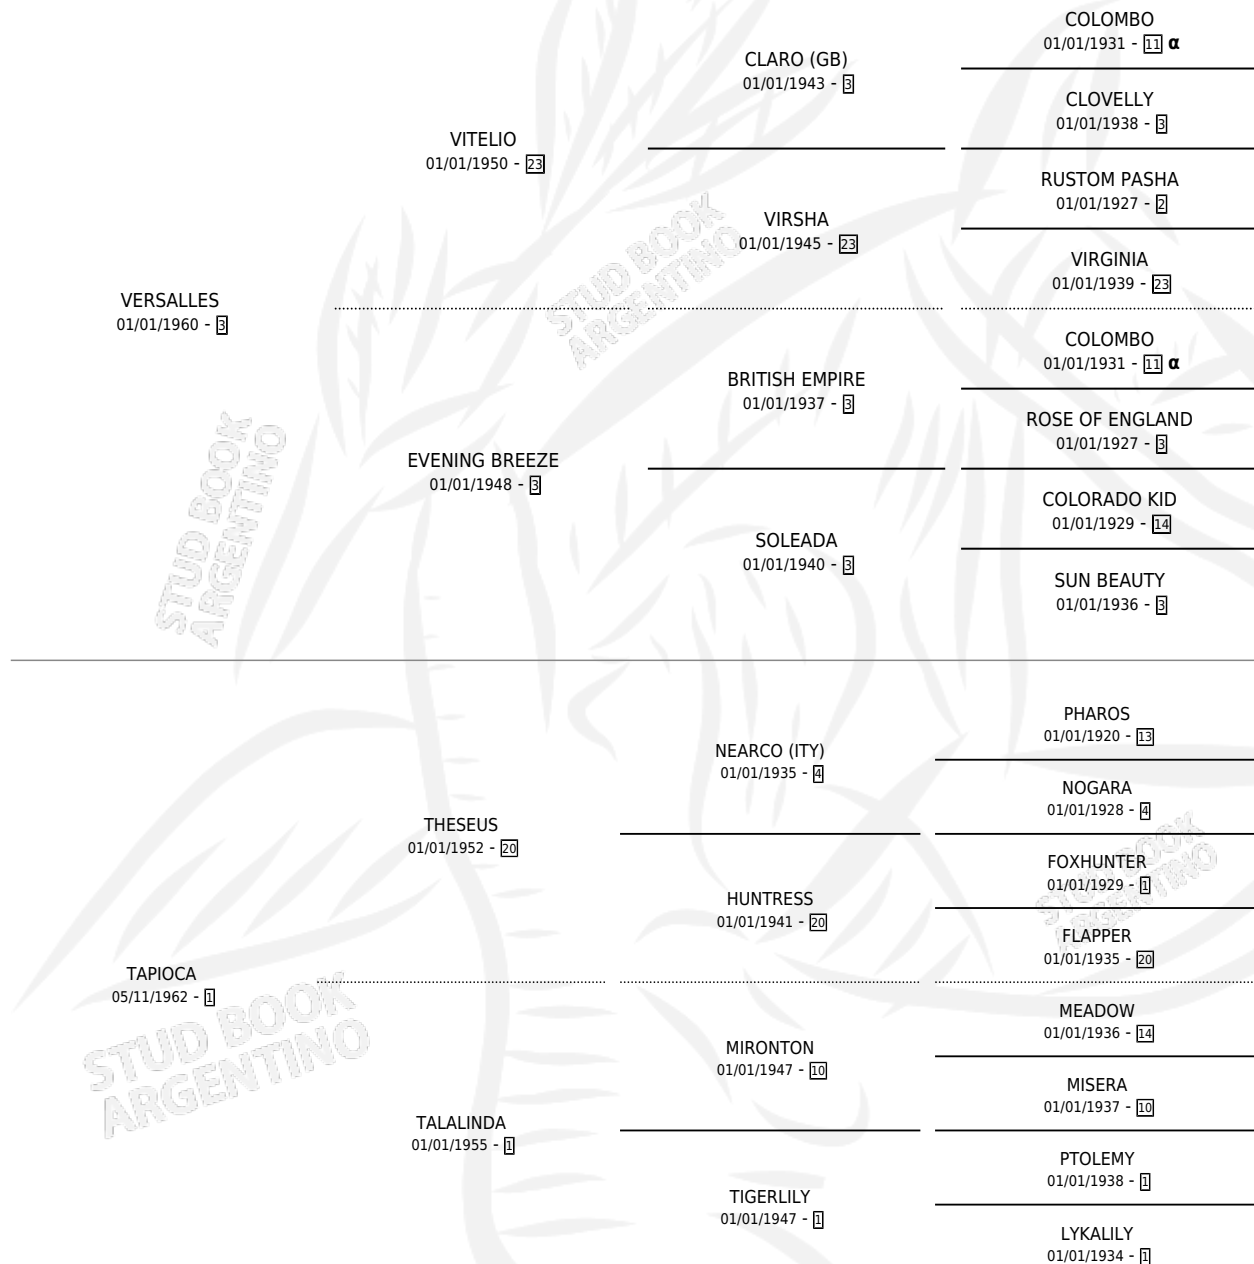 COLOMBO
01/01/1931 - 11 α
CLARO (GB)
01/01/1943 - 3
CLOVELLY
01/01/1938 - 3
VITELIO
01/01/1950 - 23
RUSTOM PASHA
01/01/1927 - 2
VIRSHA
01/01/1945 - 23
VIRGINIA
01/01/1939 - 23
VERSALLES
01/01/1960 - 3
COLOMBO
01/01/1931 - 11 α
BRITISH EMPIRE
01/01/1937 - 3
ROSE OF ENGLAND
01/01/1927 - 3
EVENING BREEZE
01/01/1948 - 3
COLORADO KID
01/01/1929 - 14
SOLEADA
01/01/1940 - 3
SUN BEAUTY
01/01/1936 - 3
STUD BOOK
ARGENTINO
STUD BOOK
ARGENTINO
PHAROS
01/01/1920 - 13
NEARCO (ITY)
01/01/1935 - 4
NOGARA
01/01/1928 - 4
THESEUS
01/01/1952 - 20
FOXHUNTER
01/01/1929 - 1
HUNTRESS
01/01/1941 - 20
FLAPPER
01/01/1935 - 20
TAPIOCA
05/11/1962 - 1
MEADOW
01/01/1936 - 14
MIRONTON
01/01/1947 - 10
MISERA
01/01/1937 - 10
TALALINDA
01/01/1955 - 1
PTOLEMY
01/01/1938 - 1
TIGERLILY
01/01/1947 - 1
LYKALILY
01/01/1934 - 1
STUD BOOK
ARGENTINO
STUD BOOK
ARGENTINO